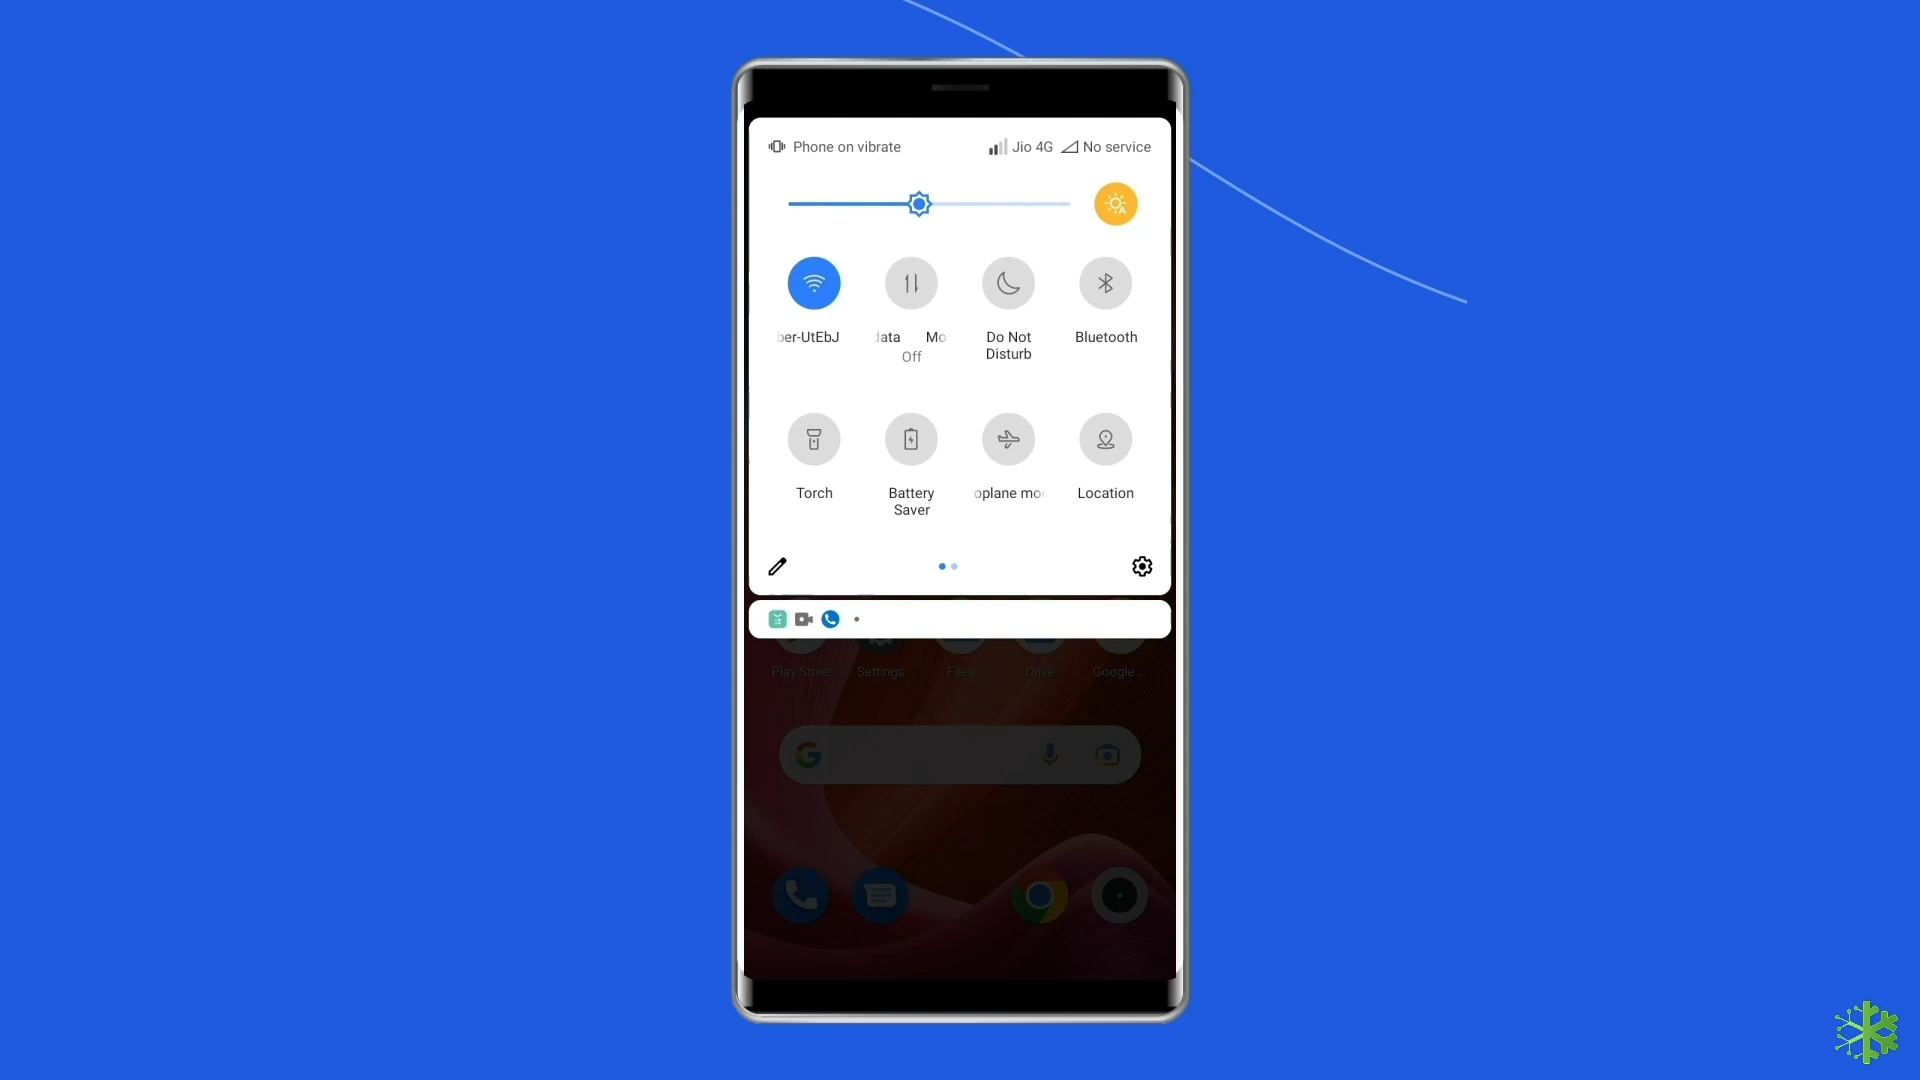 Phone on vibrate
Jio 4G
No service
ber-UtEbJ
data Mo
Off
Do Not
Disturb
Bluetooth
Torch
Battery
Saver
oplane mod
Location
Play Store
Settings
Files
Drive
Google ...